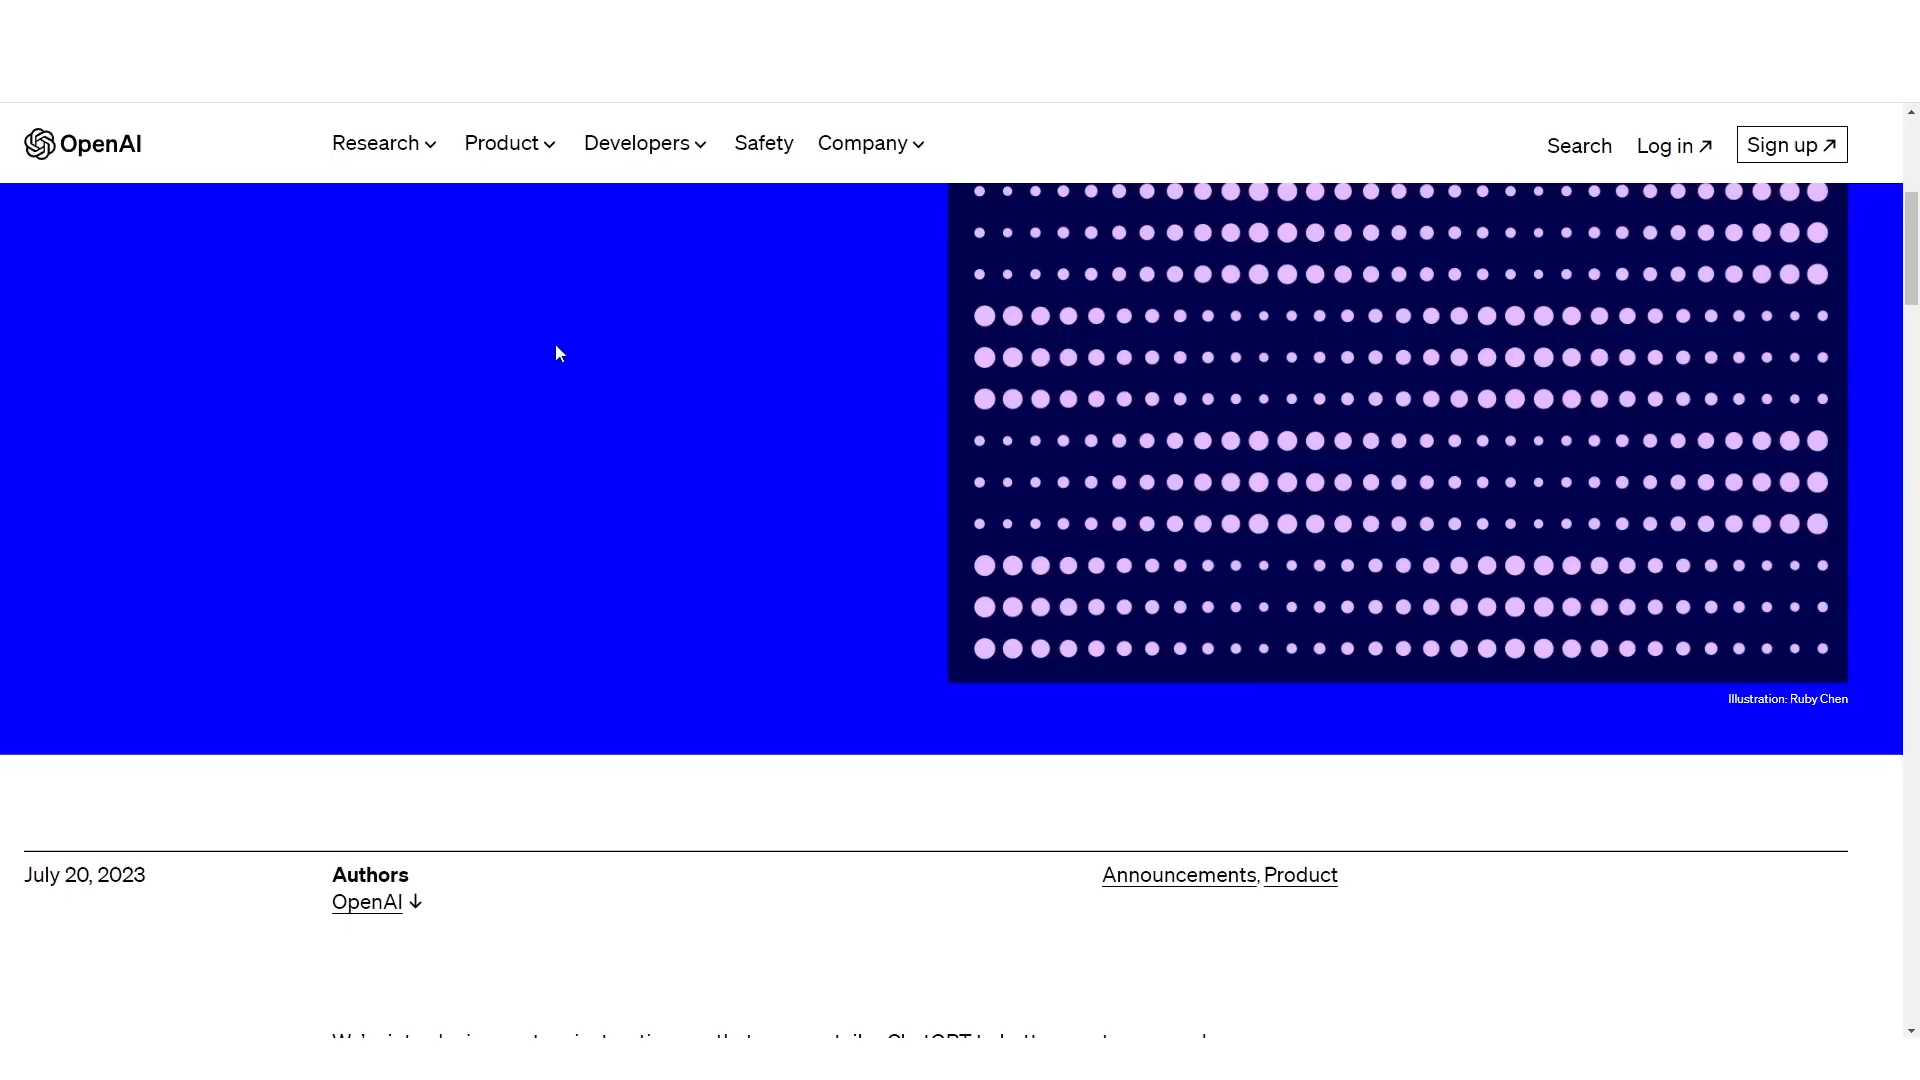 OpenAI
Research Product Developers Safety Company
Search Log in Sign up
Illustration: Ruby Chen
July 20, 2023
Authors
OpenAI
Announcements, Product